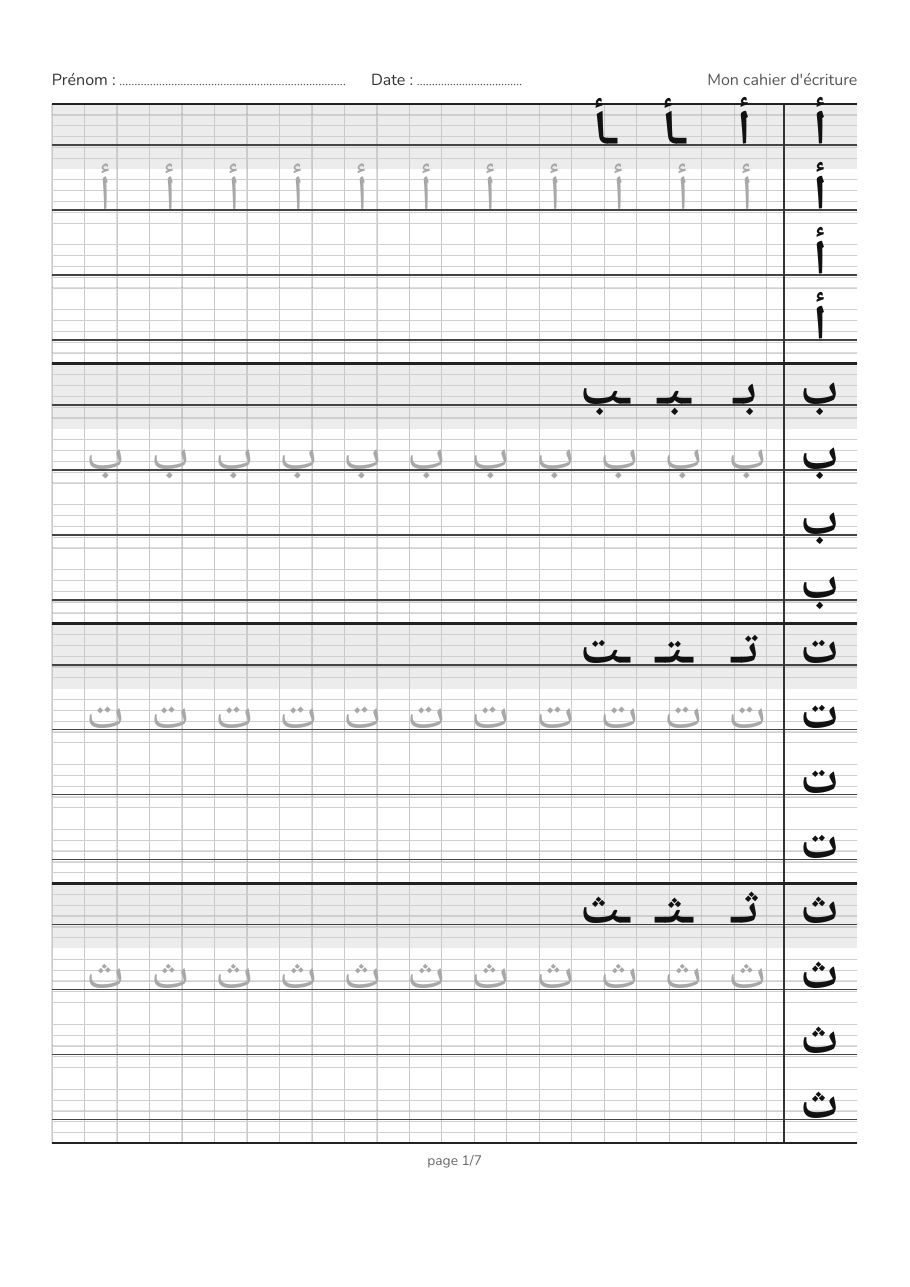 Prénom : ........................ Date : ........................ Mon cahier d'écriture
أ أ ـأ ـأ
أ أ أ أ أ أ أ أ أ أ أ أ
أ
أ
ب بـ ـبـ ـب
ب ب ب ب ب ب ب ب ب ب ب ب
ب
ب
ت تـ ـتـ ـت
ت ت ت ت ت ت ت ت ت ت ت ت
ت
ت
ث ثـ ـثـ ـث
ث ث ث ث ث ث ث ث ث ث ث ث
ث
ث
page 1/7